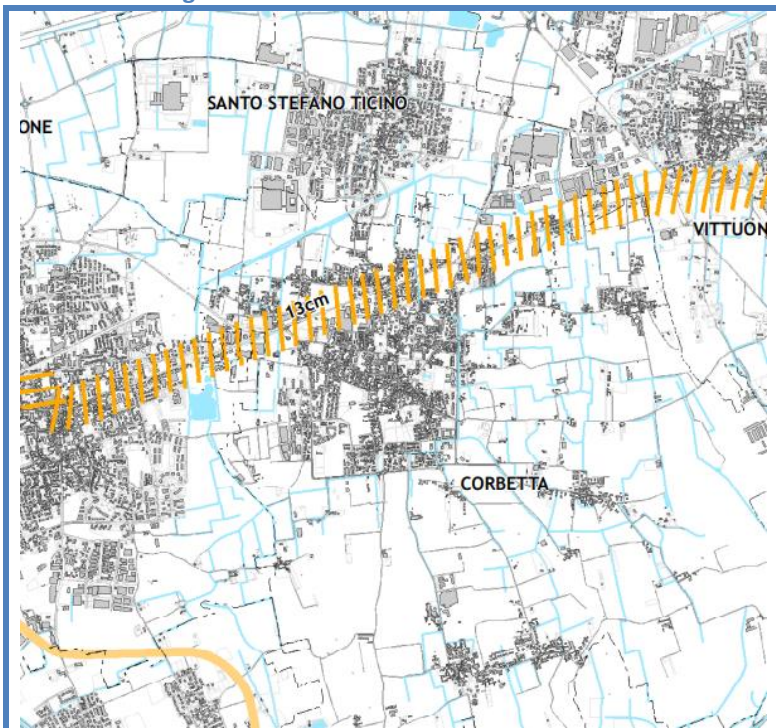 SANTO STEFANO TICINO
ONE
VITTUON
13cm
CORBETTA